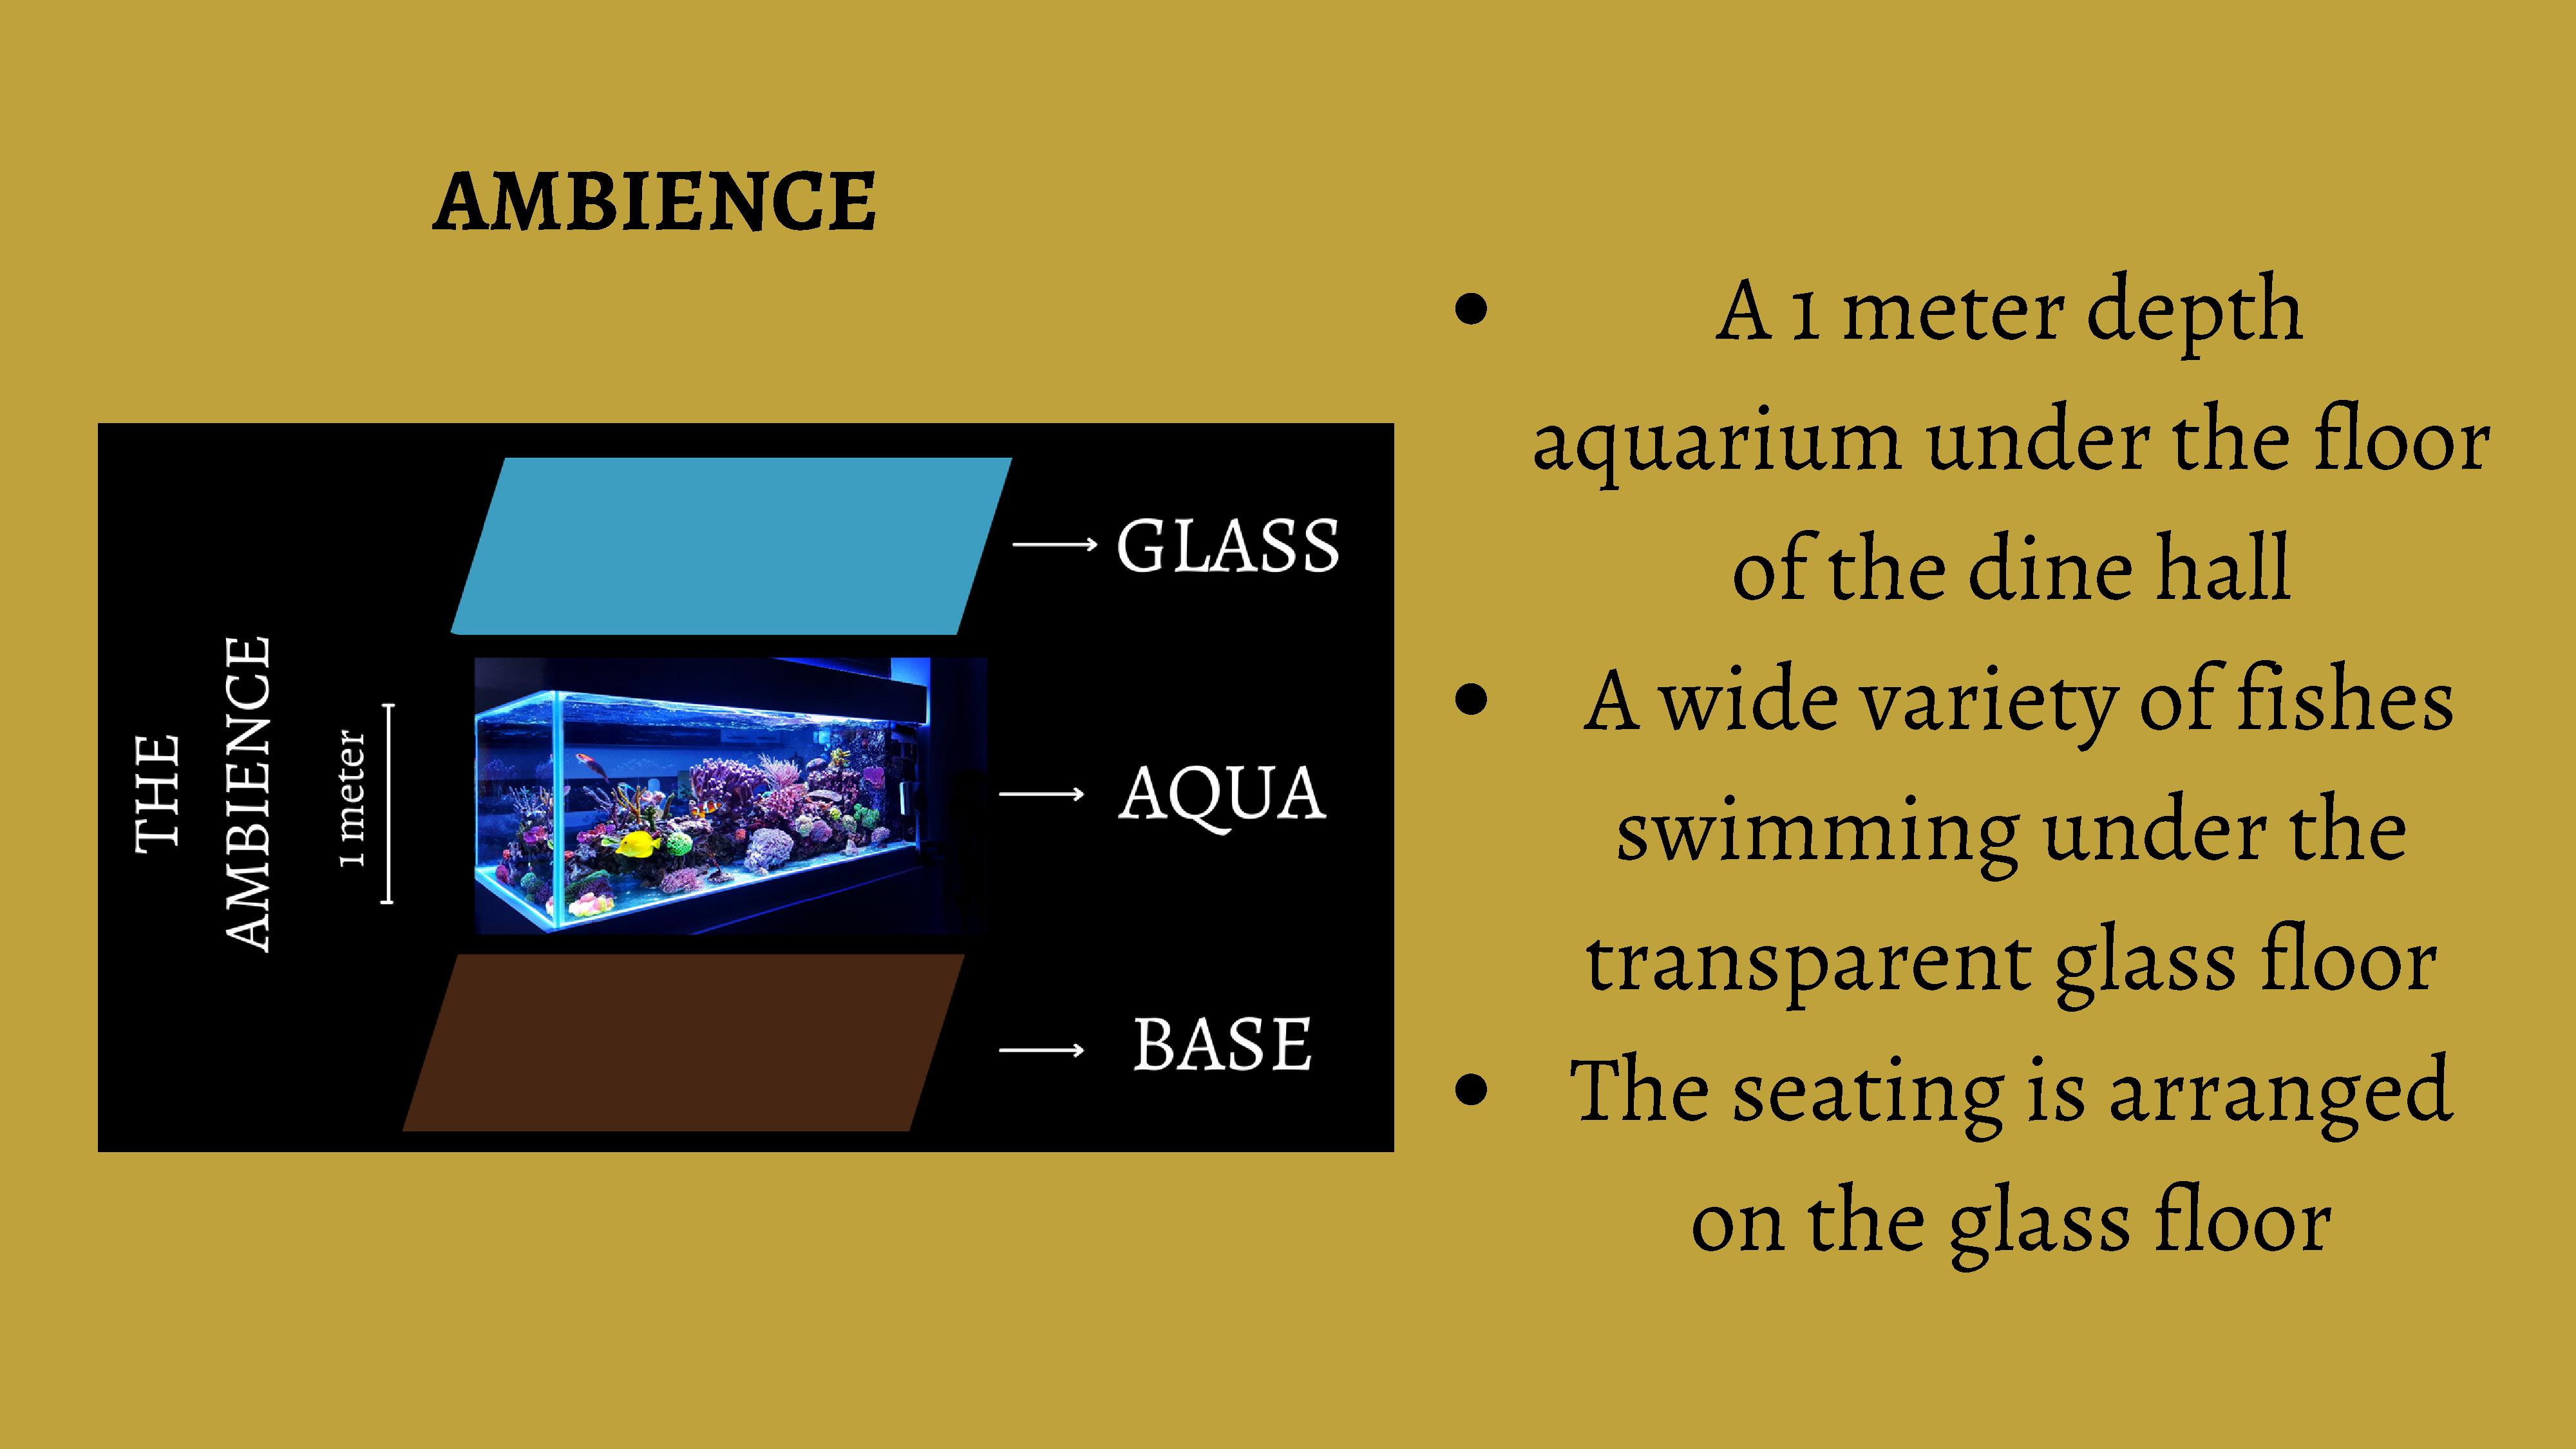 AMBIENCE
THE
AMBIENCE
1 meter
GLASS
AQUA
BASE
• A 1 meter depth
aquarium under the floor
of the dine hall
• A wide variety of fishes
swimming under the
transparent glass floor
• The seating is arranged
on the glass floor